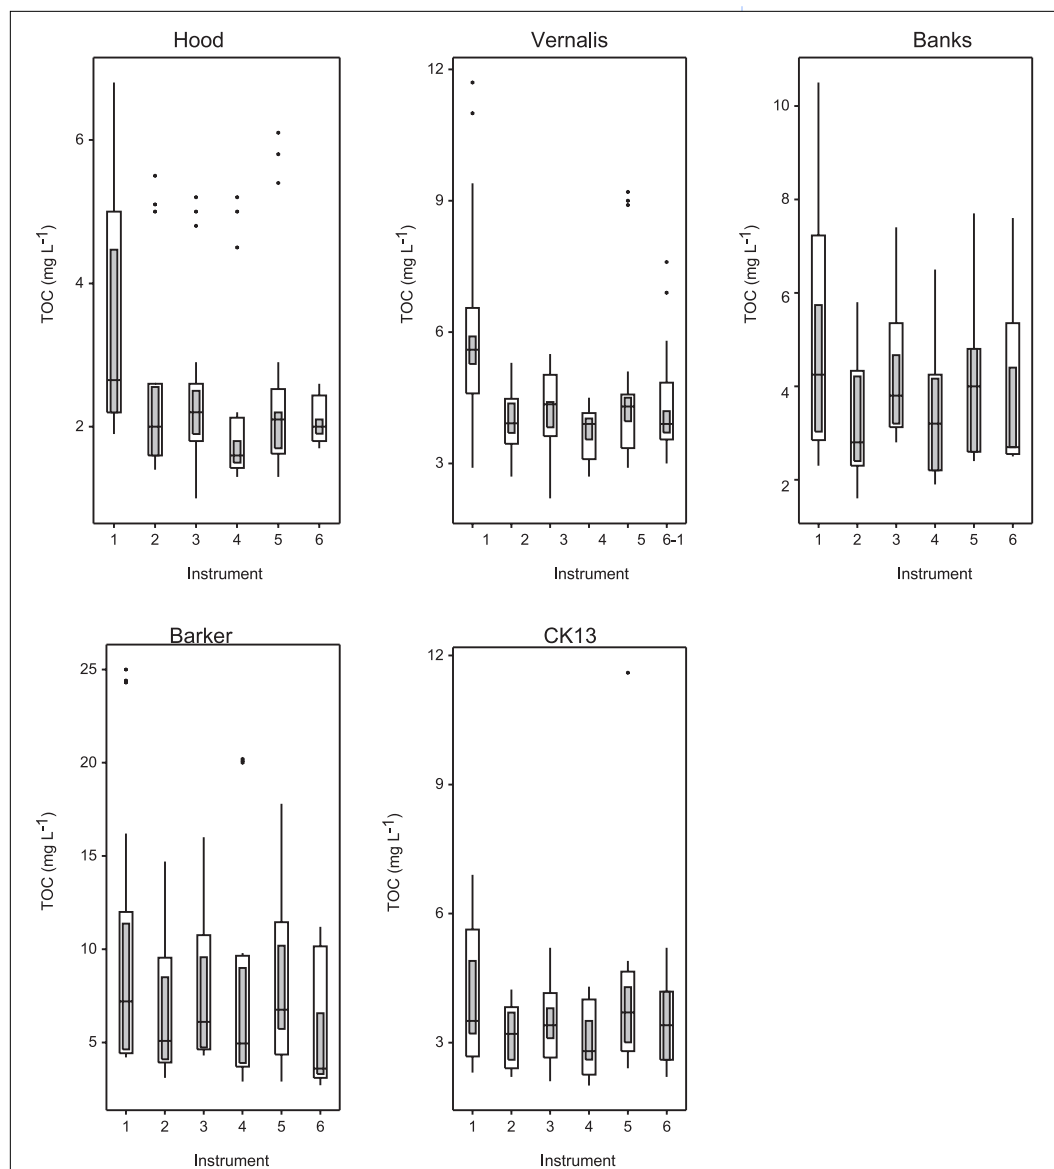 Hood
6
4
2
TOC (mg L-1)
1 2 3 4 5 6
Instrument
Vernalis
12
9
6
3
TOC (mg L-1)
1 2 3 4 5 6-1
Instrument
Banks
10
8
6
4
2
TOC (mg L-1)
1 2 3 4 5 6
Instrument
Barker
25
20
15
10
5
TOC (mg L-1)
1 2 3 4 5 6
Instrument
CK13
12
9
6
3
TOC (mg L-1)
1 2 3 4 5 6
Instrument